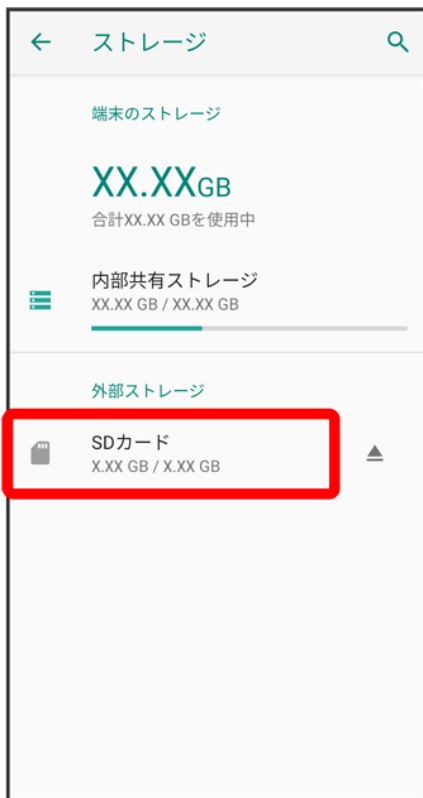 ストレージ
端末のストレージ
XX.XXGB
合計XX.XX GBを使用中
内部共有ストレージ
XX.XX GB / XX.XX GB
外部ストレージ
SDカード
X.XX GB / X.XX GB